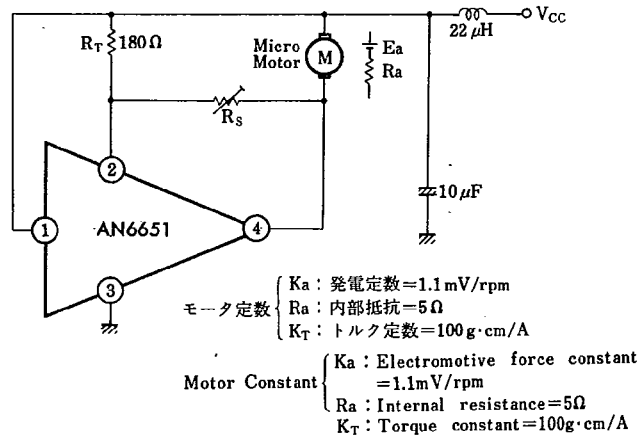 22 μH
VCC
RT
180Ω
Micro
Motor
M
Ea
Ra
RS
2
10μF
1
AN6651
4
3
モータ定数
Ka：発電定数=1.1mV/rpm
Ra：内部抵抗=5Ω
KT：トルク定数=100g·cm/A
Motor Constant
Ka：Electromotive force constant
=1.1mV/rpm
Ra：Internal resistance=5Ω
KT：Torque constant=100g·cm/A